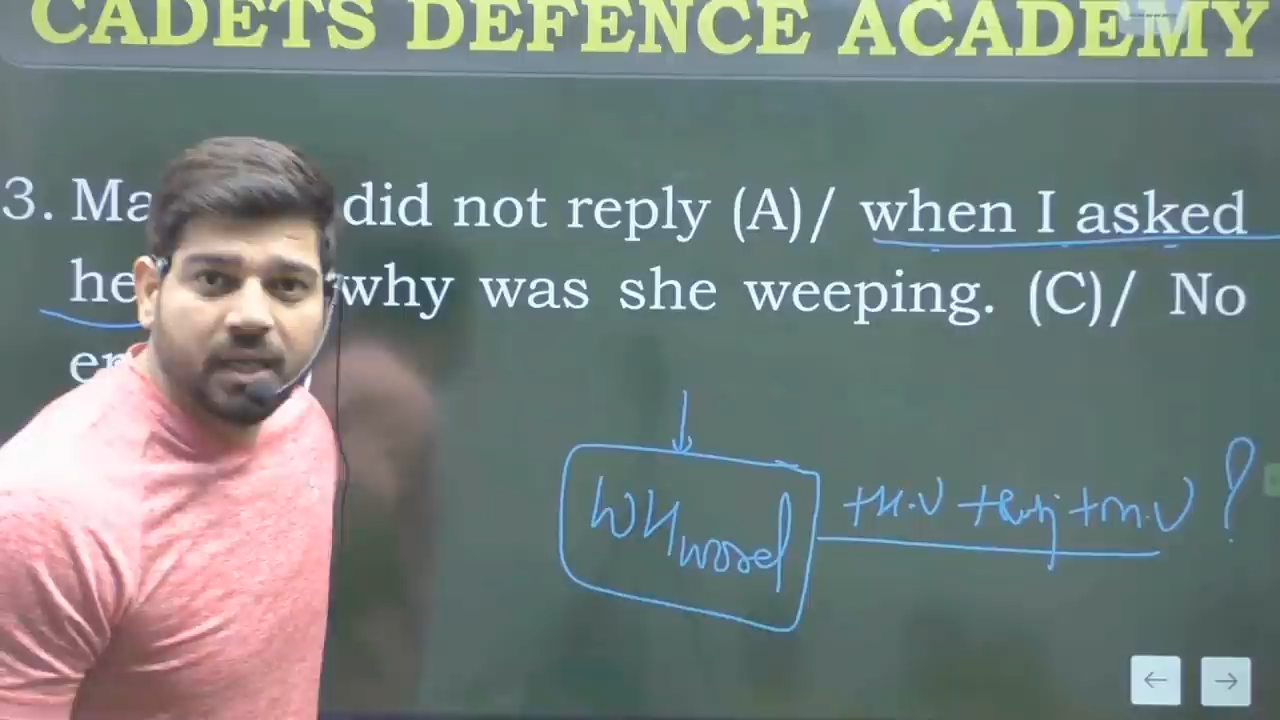 CADETS DEFENCE ACADEMY
3. Ma did not reply (A)/ when I asked
he why was she weeping. (C)/ No
er
WH word +H.V + Subj + m.V ?
← →